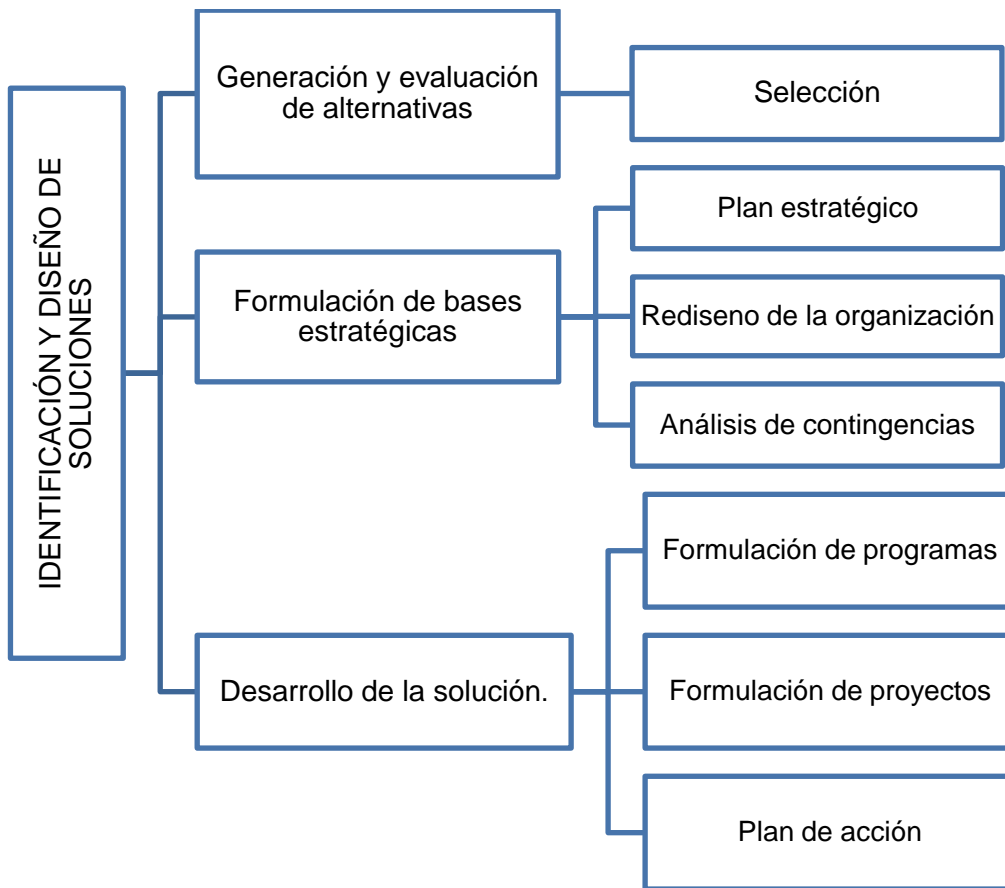 IDENTIFICACIÓN Y DISEÑO DE
SOLUCIONES
Generación y evaluación
de alternativas
Selección
Formulación de bases
estratégicas
Plan estratégico
Rediseno de la organización
Análisis de contingencias
Desarrollo de la solución.
Formulación de programas
Formulación de proyectos
Plan de acción